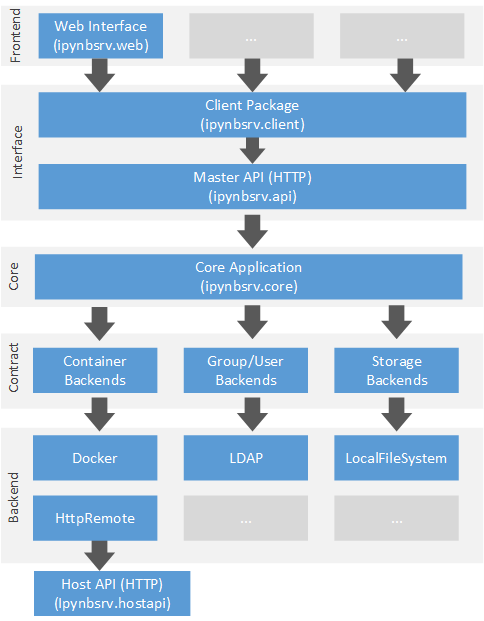 Frontend
Web Interface
(ipynbsrv.web)
...
...
Interface
Client Package
(ipynbsrv.client)
Master API (HTTP)
(ipynbsrv.api)
Core
Core Application
(ipynbsrv.core)
Contract
Container
Backends
Group/User
Backends
Storage
Backends
Backend
Docker
LDAP
LocalFileSystem
HttpRemote
...
...
Host API (HTTP)
(Ipynbsrv.hostapi)